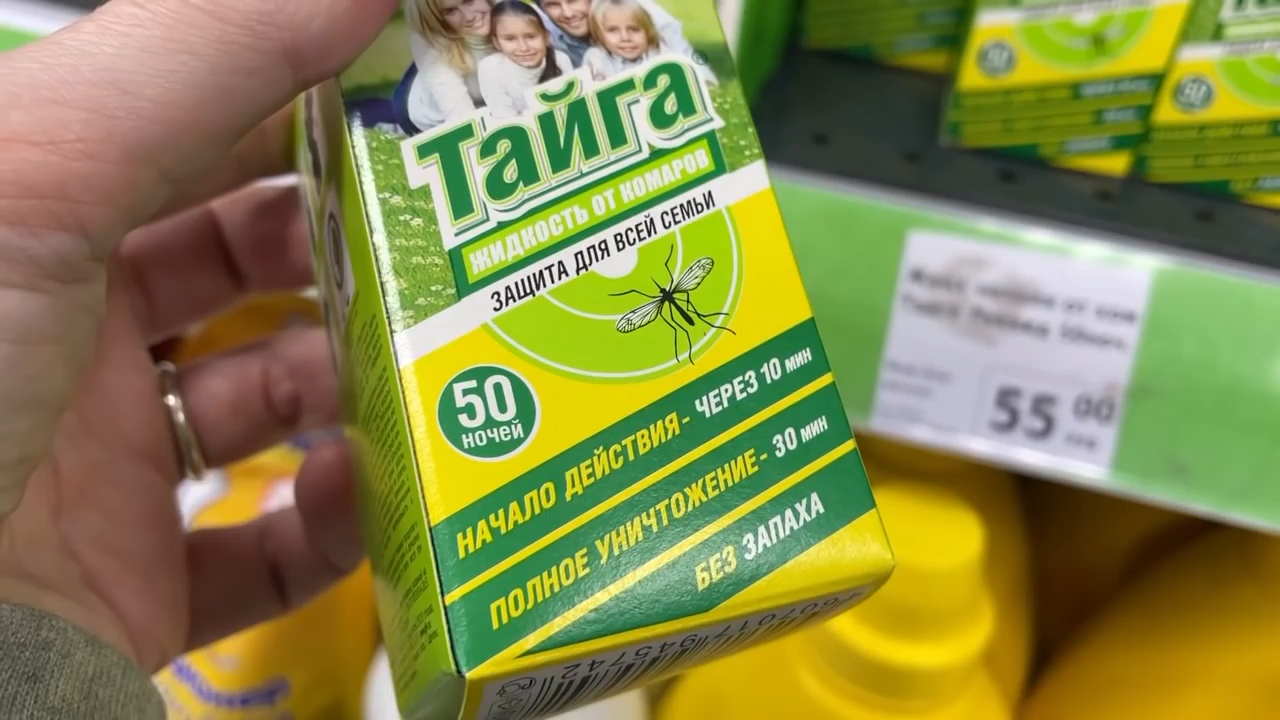 Тайга®
ЖИДКОСТЬ ОТ КОМАРОВ
ЗАЩИТА ДЛЯ ВСЕЙ СЕМЬИ
50
ночей
НАЧАЛО ДЕЙСТВИЯ - ЧЕРЕЗ 10 МИН
ПОЛНОЕ УНИЧТОЖЕНИЕ - 30 МИН
БЕЗ ЗАПАХА
4607017945742
55 00